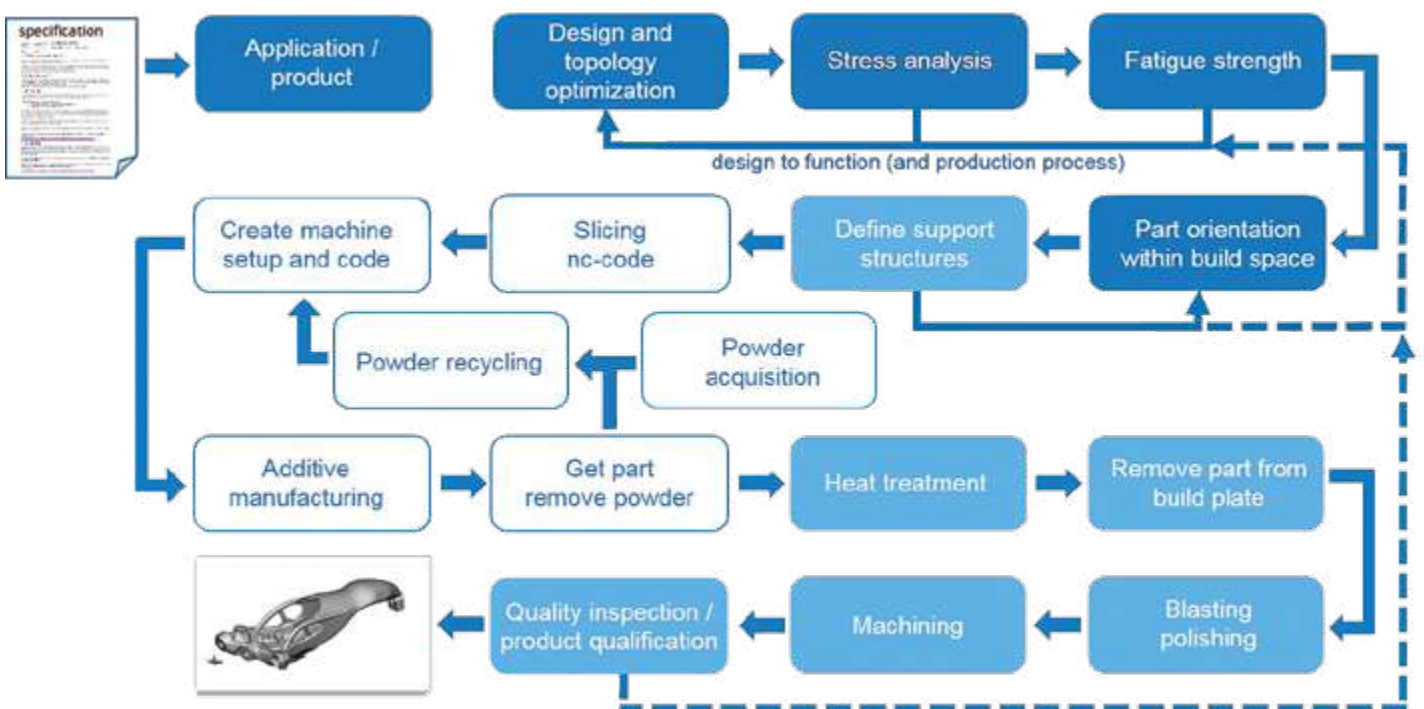 specification
Application /
product
Design and
topology
optimization
Stress analysis
Fatigue strength
design to function (and production process)
Create machine
setup and code
Slicing
nc-code
Define support
structures
Part orientation
within build space
Powder recycling
Powder
acquisition
Additive
manufacturing
Get part
remove powder
Heat treatment
Remove part from
build plate
Quality inspection /
product qualification
Machining
Blasting
polishing